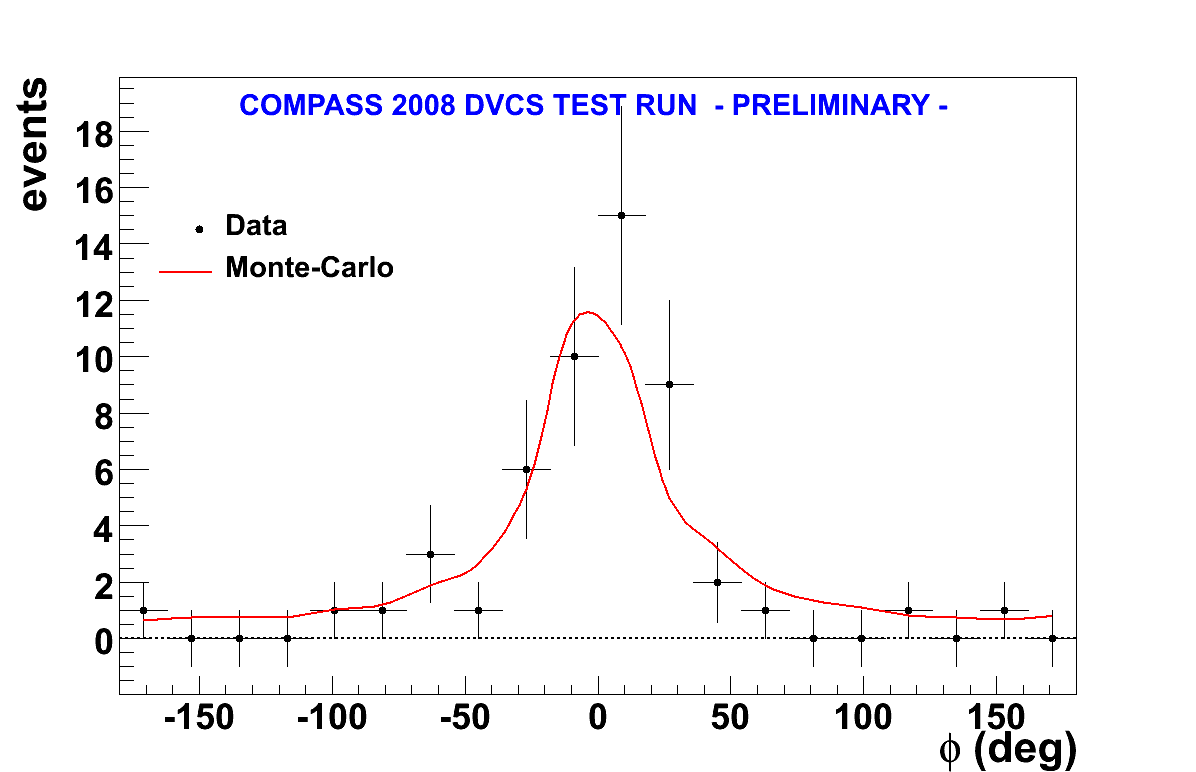 COMPASS 2008 DVCS TEST RUN - PRELIMINARY -
events
18
16
14
12
10
8
6
4
2
0
Data
Monte-Carlo
-150 -100 -50 0 50 100 150
ϕ (deg)